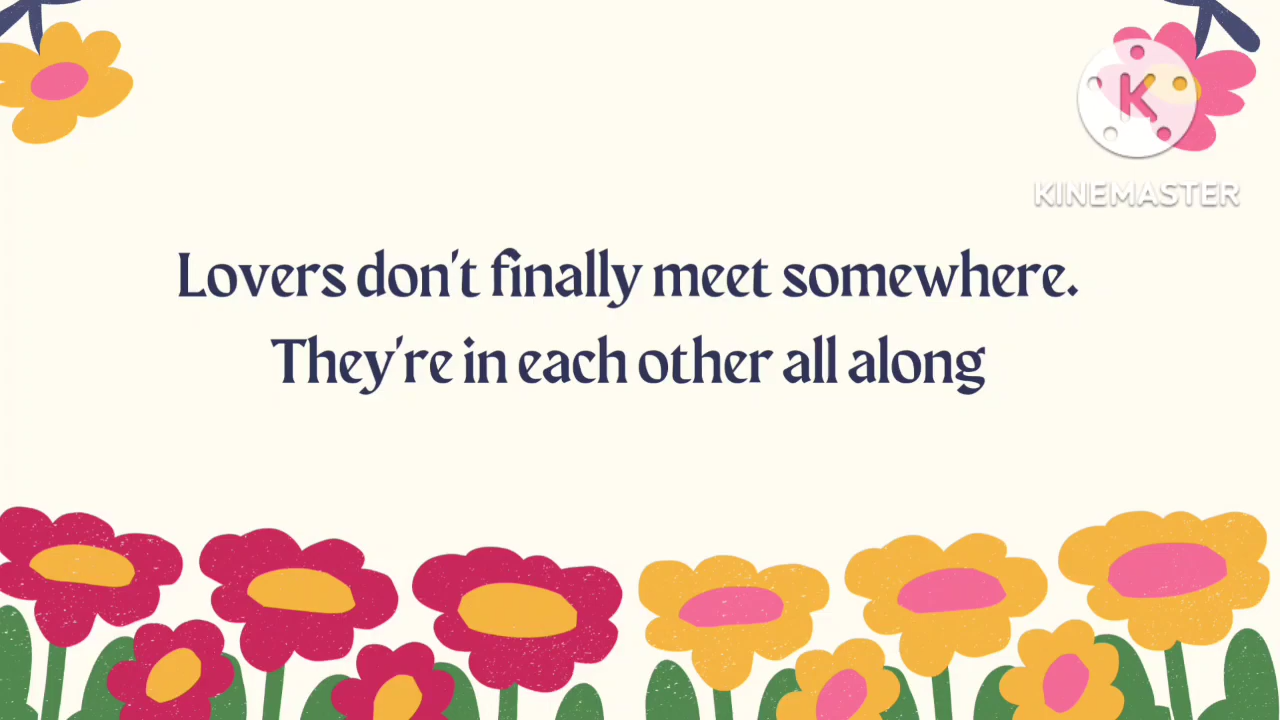 KINEMASTER
Lovers don't finally meet somewhere.
They're in each other all along